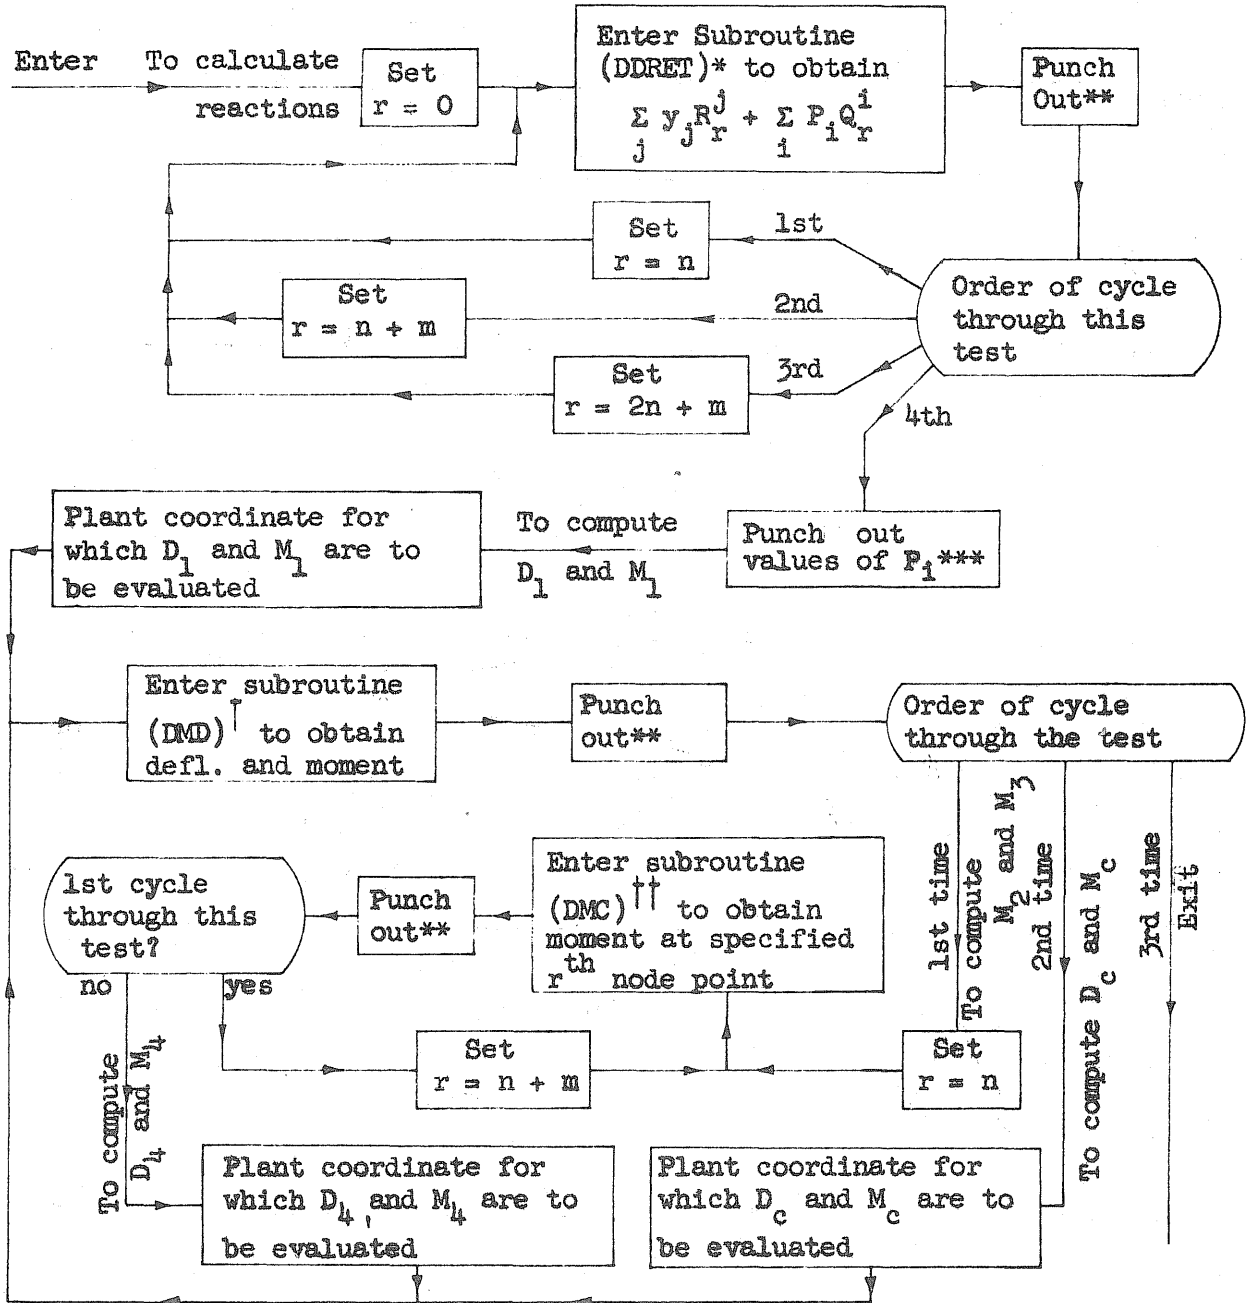 Enter
To calculate
reactions
Set
r = 0
Enter Subroutine
(DDRET)* to obtain
Σ y_j R_r^j + Σ P_i Q_r^i
j i
Punch
Out**
1st
Set
r = n
Order of cycle
through this
test
2nd
Set
r = n + m
3rd
Set
r = 2n + m
4th
Punch out
values of P_i***
To compute
D_1 and M_1
Plant coordinate for
which D_1 and M_1 are to
be evaluated
Enter subroutine
(DMD)† to obtain
defl. and moment
Punch
out**
Order of cycle
through the test
1st time
To compute
M_2 and M_3
2nd time
To compute D_c and M_c
3rd time
Exit
Enter subroutine
(DMC)†† to obtain
moment at specified
r^th node point
Punch
out**
1st cycle
through this
test?
no
yes
Set
r = n + m
Set
r = n
To compute
D_4 and M_4
Plant coordinate for
which D_4 and M_4 are to
be evaluated
Plant coordinate for
which D_c and M_c are to
be evaluated